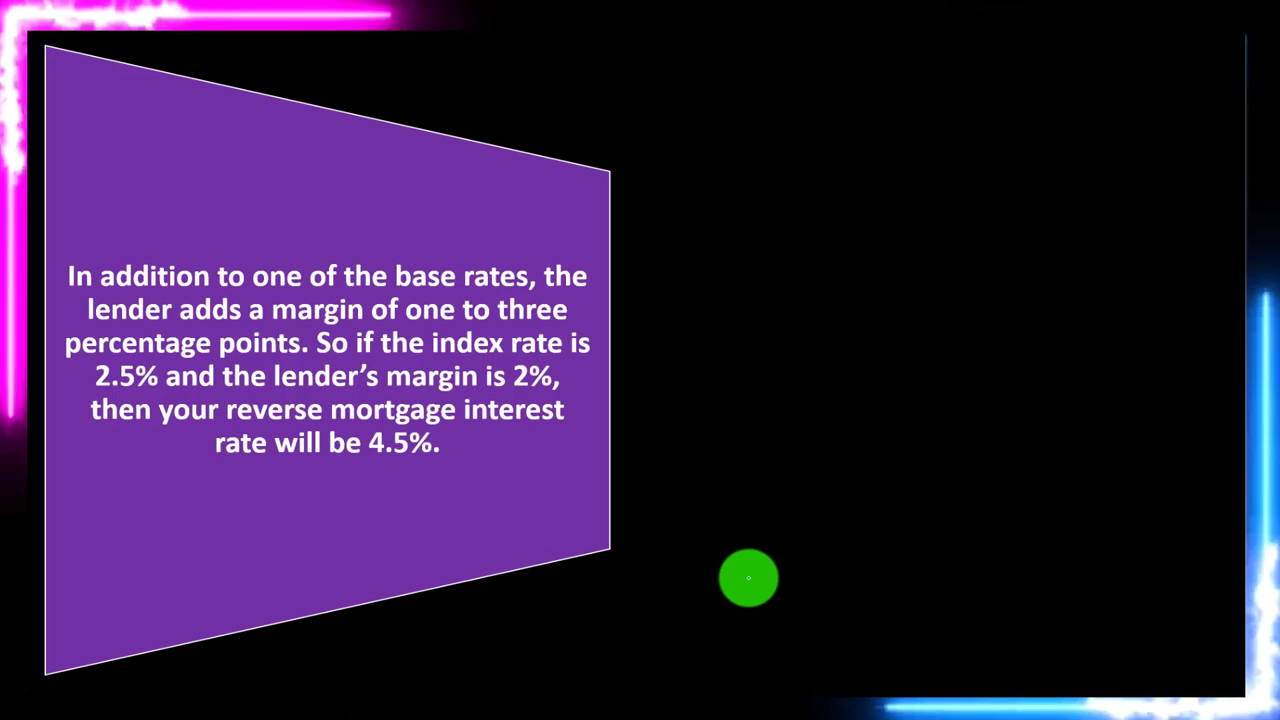 In addition to one of the base rates, the
lender adds a margin of one to three
percentage points. So if the index rate is
2.5% and the lender’s margin is 2%,
then your reverse mortgage interest
rate will be 4.5%.